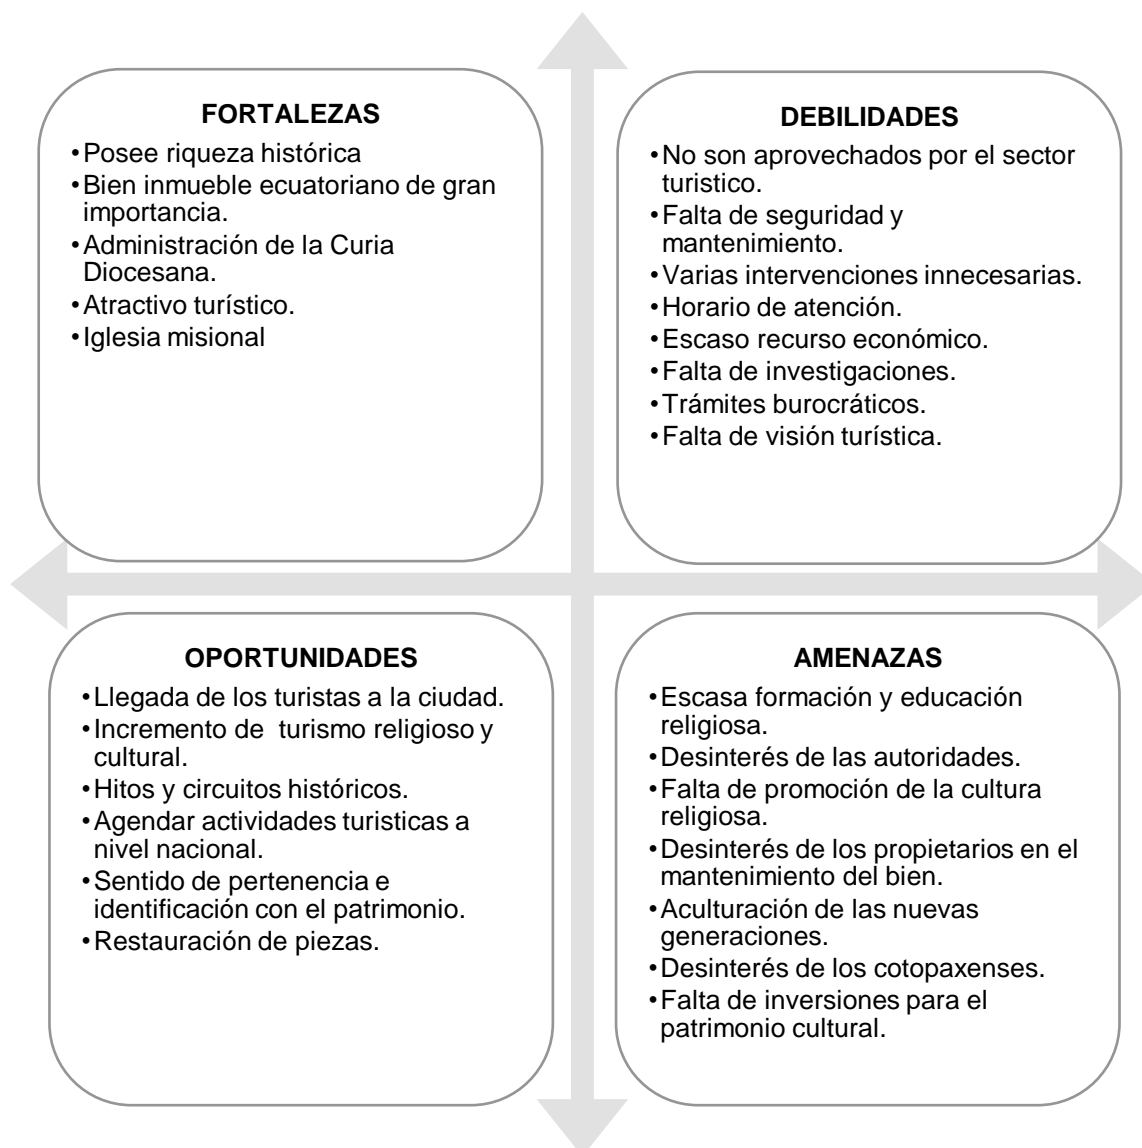 FORTALEZAS
•Posee riqueza histórica
•Bien inmueble ecuatoriano de gran
importancia.
•Administración de la Curia
Diocesana.
•Atractivo turístico.
•Iglesia misional
DEBILIDADES
•No son aprovechados por el sector
turistico.
•Falta de seguridad y
mantenimiento.
•Varias intervenciones innecesarias.
•Horario de atención.
•Escaso recurso económico.
•Falta de investigaciones.
•Trámites burocráticos.
•Falta de visión turística.
OPORTUNIDADES
•Llegada de los turistas a la ciudad.
•Incremento de  turismo religioso y
cultural.
•Hitos y circuitos históricos.
•Agendar actividades turisticas a
nivel nacional.
•Sentido de pertenencia e
identificación con el patrimonio.
•Restauración de piezas.
AMENAZAS
•Escasa formación y educación
religiosa.
•Desinterés de las autoridades.
•Falta de promoción de la cultura
religiosa.
•Desinterés de los propietarios en el
mantenimiento del bien.
•Aculturación de las nuevas
generaciones.
•Desinterés de los cotopaxenses.
•Falta de inversiones para el
patrimonio cultural.